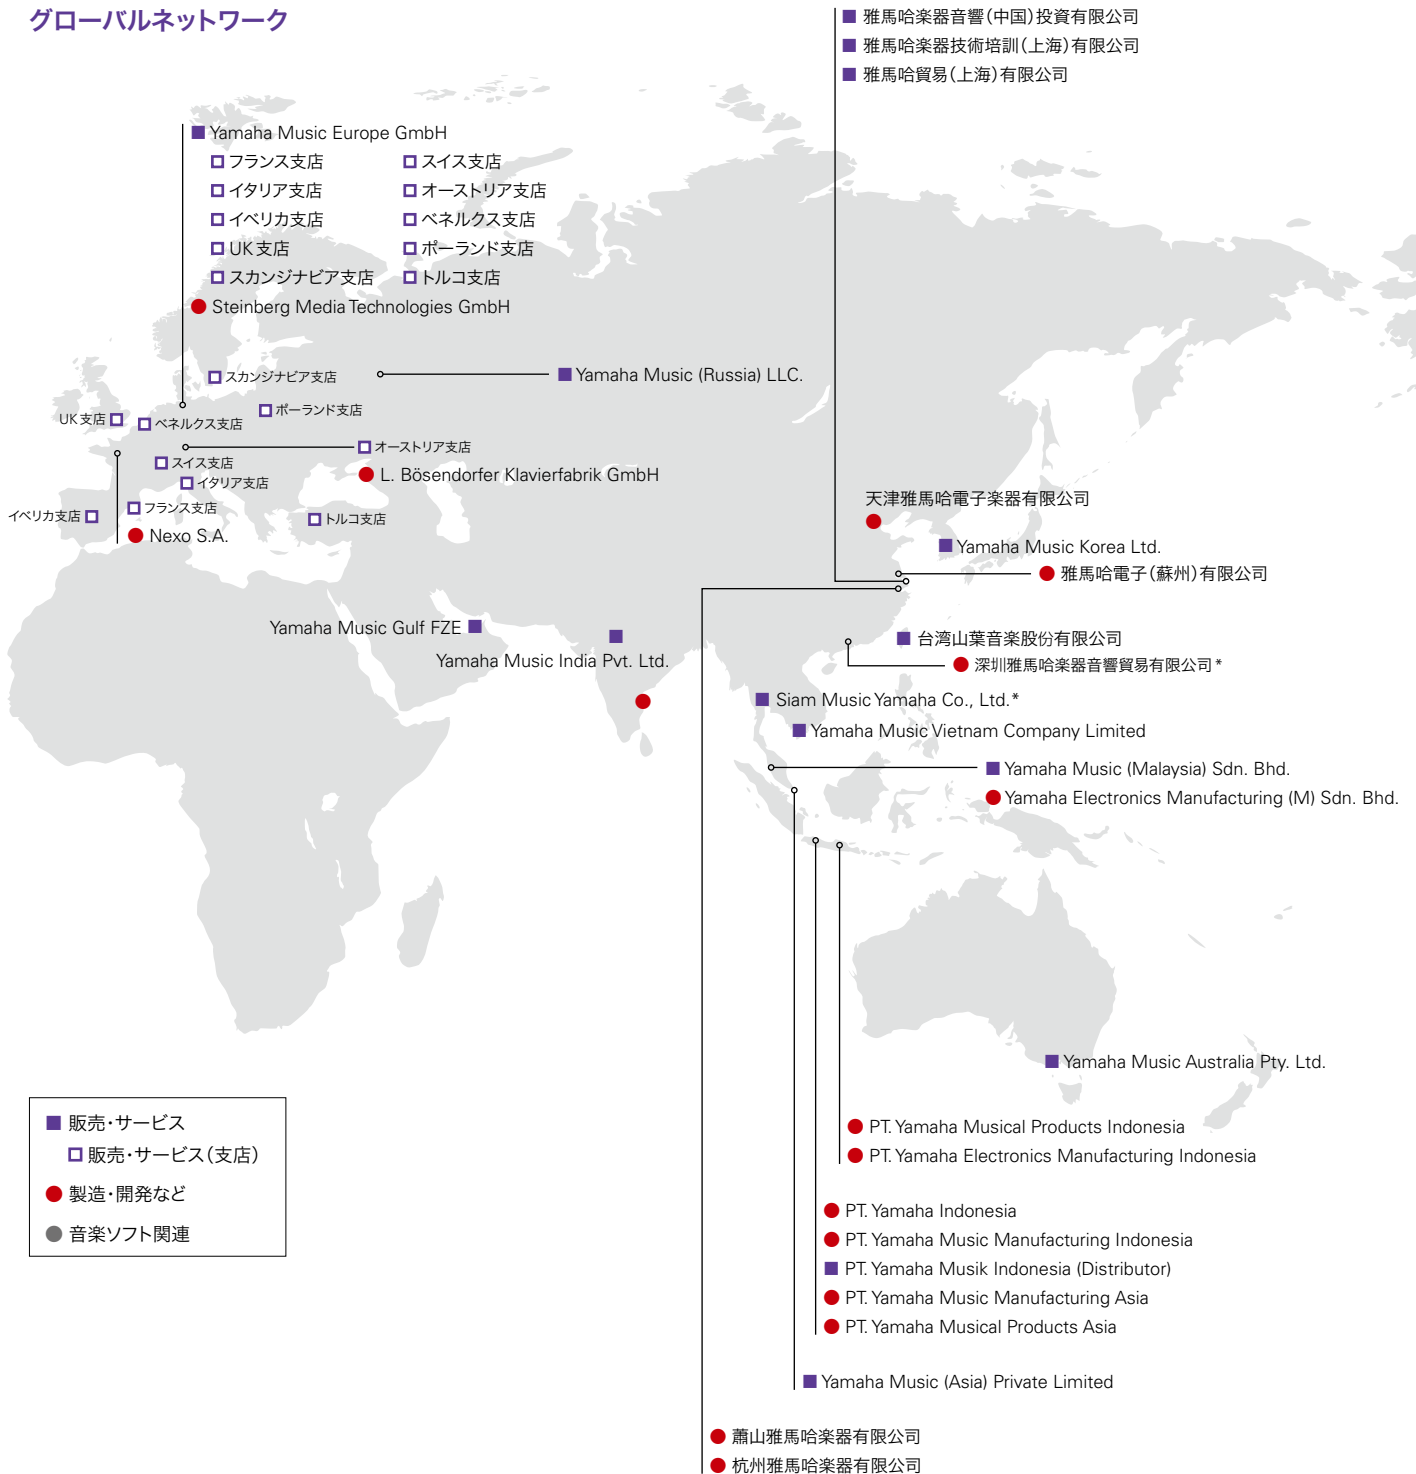 グローバルネットワーク
雅馬哈楽器音響(中国)投資有限公司
雅馬哈楽器技術培訓(上海)有限公司
雅馬哈貿易(上海)有限公司
Yamaha Music Europe GmbH
フランス支店
スイス支店
イタリア支店
オーストリア支店
イベリカ支店
ベネルクス支店
UK支店
ポーランド支店
スカンジナビア支店
トルコ支店
Steinberg Media Technologies GmbH
スカンジナビア支店
Yamaha Music (Russia) LLC.
ポーランド支店
UK支店
ベネルクス支店
オーストリア支店
スイス支店
L. Bösendorfer Klavierfabrik GmbH
イタリア支店
フランス支店
イベリカ支店
トルコ支店
Nexo S.A.
天津雅馬哈電子楽器有限公司
Yamaha Music Korea Ltd.
雅馬哈電子(蘇州)有限公司
Yamaha Music Gulf FZE
Yamaha Music India Pvt. Ltd.
台湾山葉音楽股份有限公司
深圳雅馬哈楽器音響貿易有限公司*
Siam Music Yamaha Co., Ltd.*
Yamaha Music Vietnam Company Limited
Yamaha Music (Malaysia) Sdn. Bhd.
Yamaha Electronics Manufacturing (M) Sdn. Bhd.
Yamaha Music Australia Pty. Ltd.
販売・サービス
販売・サービス(支店)
製造・開発など
音楽ソフト関連
PT. Yamaha Musical Products Indonesia
PT. Yamaha Electronics Manufacturing Indonesia
PT. Yamaha Indonesia
PT. Yamaha Music Manufacturing Indonesia
PT. Yamaha Musik Indonesia (Distributor)
PT. Yamaha Music Manufacturing Asia
PT. Yamaha Musical Products Asia
Yamaha Music (Asia) Private Limited
蕭山雅馬哈楽器有限公司
杭州雅馬哈楽器有限公司